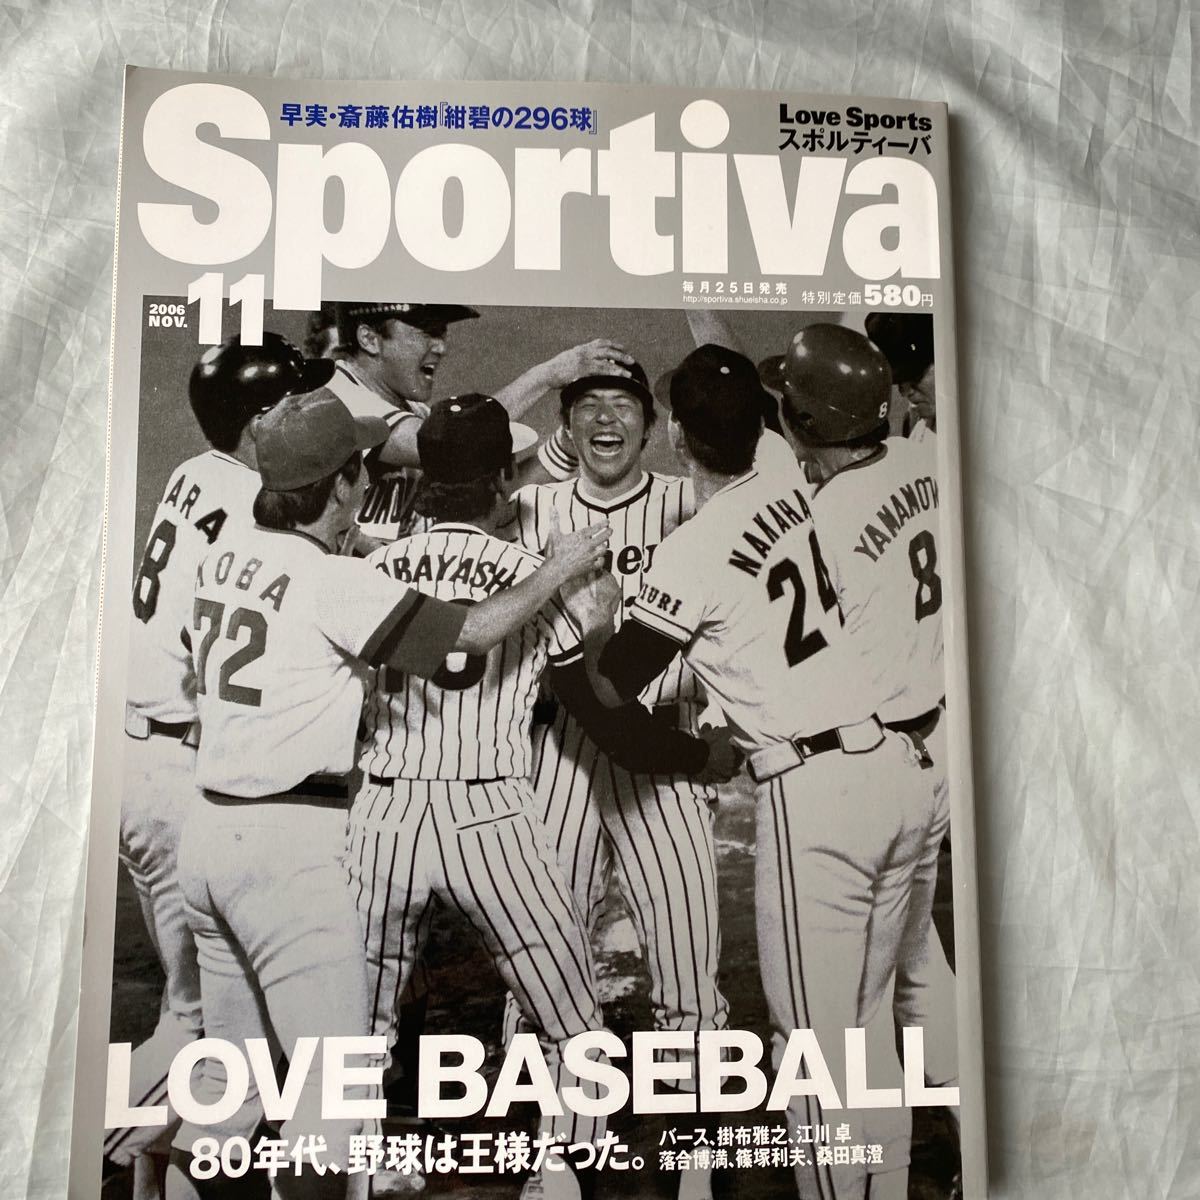 早実・斎藤佑樹『紺碧の296球』
Love Sports
スポルティーバ
Sportiva
毎月25日発売
http://sportiva.shueisha.co.jp
特別定価580円
2006
NOV.
11
ARA
8
KOBA
72
OBAYASHI
NAKAHA
24
YAMAMOTO
8
8
IURI
LOVE BASEBALL
80年代、野球は王様だった。
バース、掛布雅之、江川 卓
落合博満、篠塚利夫、桑田真澄